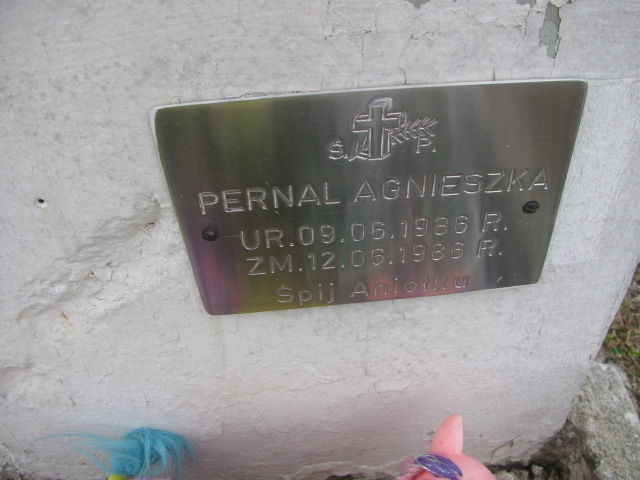 Ś. P.
PERNAL AGNIESZKA
UR. 09.06.1986 R.
ZM. 12.06.1986 R.
Śpij Aniołku